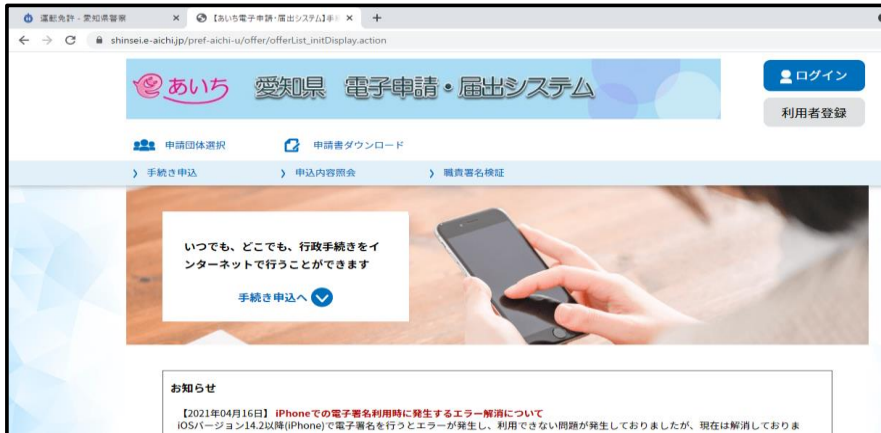 運転免許 - 愛知県警察
【あいち電子申請・届出システム】手
shinsei.e-aichi.jp/pref-aichi-u/offer/offerList_initDisplay.action
あいち 愛知県 電子申請・届出システム
ログイン
利用者登録
申請団体選択
申請書ダウンロード
手続き申込
申込内容照会
職責署名検証
いつでも、どこでも、行政手続きをイ
ンターネットで行うことができます
手続き申込へ
お知らせ
【2021年04月16日】 iPhoneでの電子署名利用時に発生するエラー解消について
iOSバージョン14.2以降(iPhone)で電子署名を行うとエラーが発生し、利用できない問題が発生しておりましたが、現在は解消しておりま